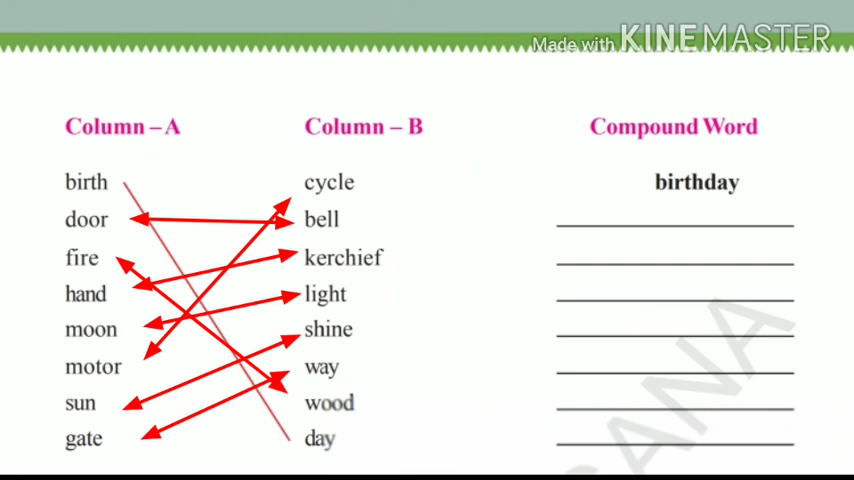 Made with KINEMASTER
Column – A Column – B Compound Word
birth cycle birthday
door bell
fire kerchief
hand light
moon shine
motor way
sun wood
gate day
SANA